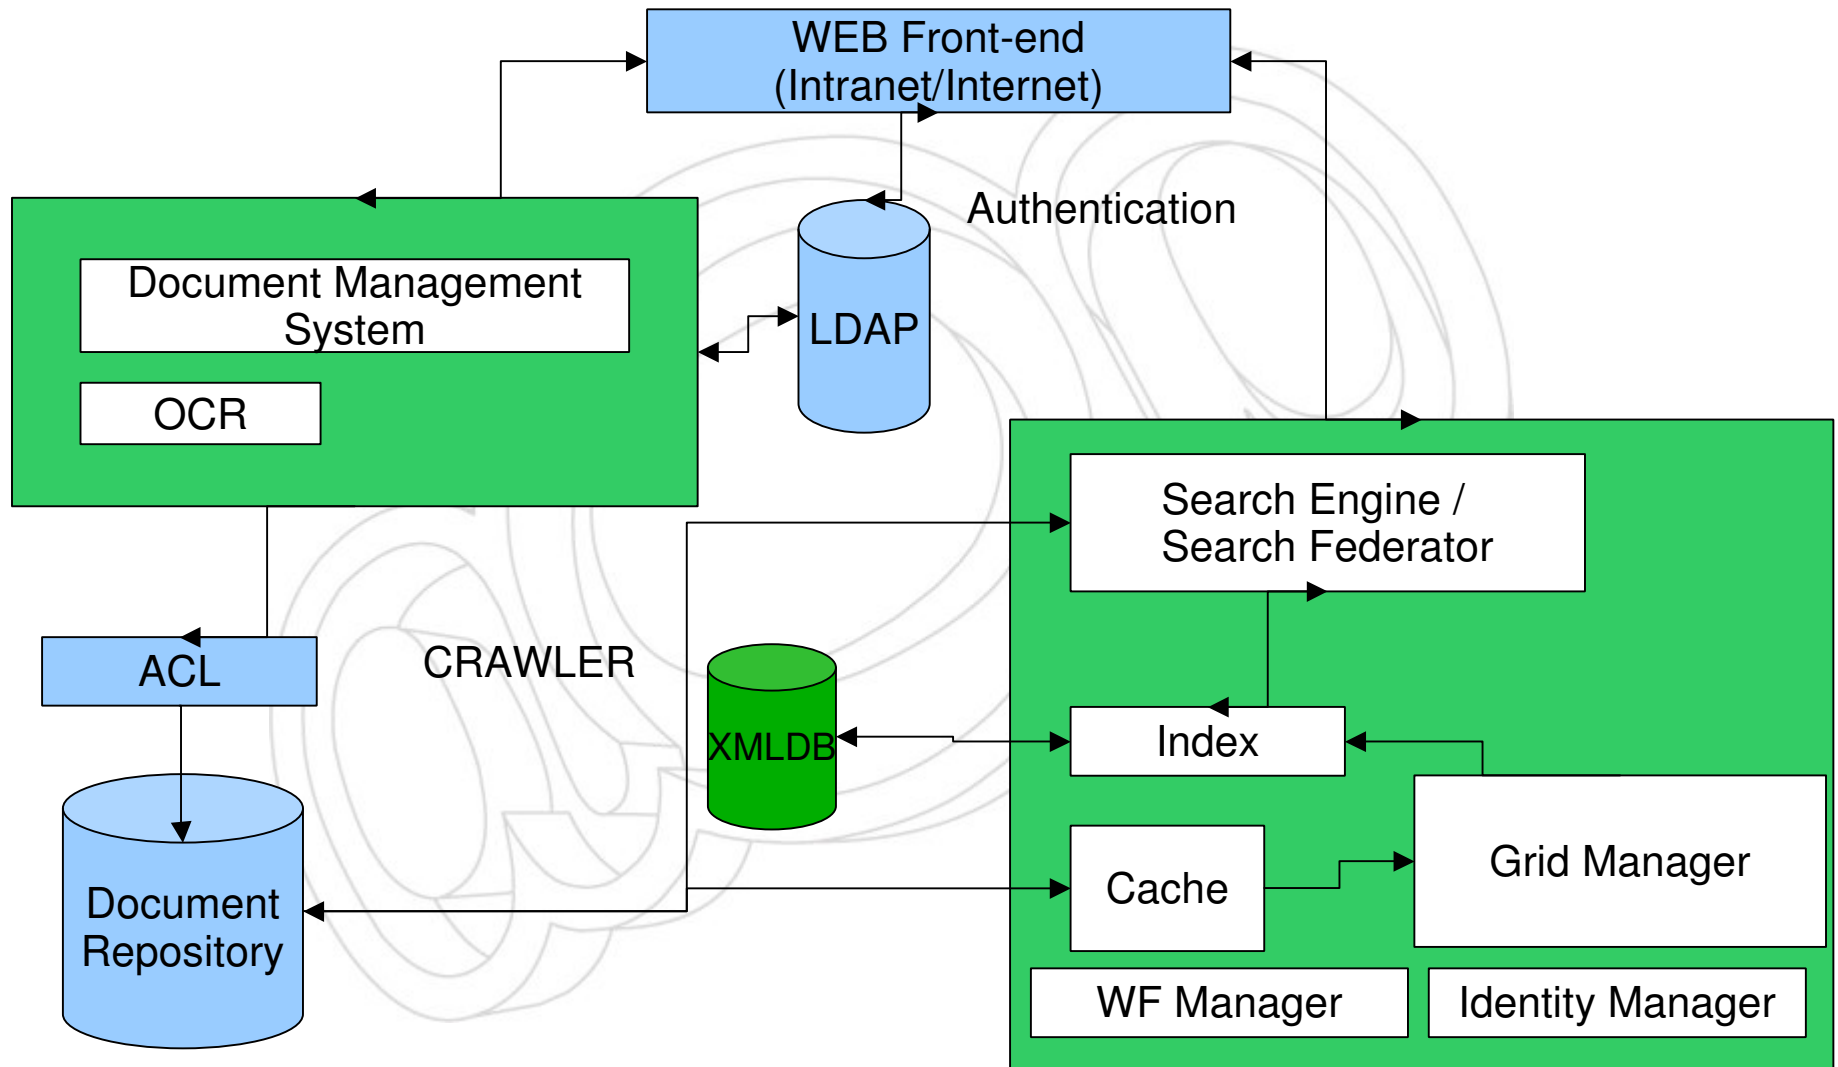 WEB Front-end
(Intranet/Internet)
Authentication
Document Management
System
LDAP
OCR
Search Engine /
Search Federator
ACL
CRAWLER
XMLDB
Index
Cache
Grid Manager
Document
Repository
WF Manager
Identity Manager